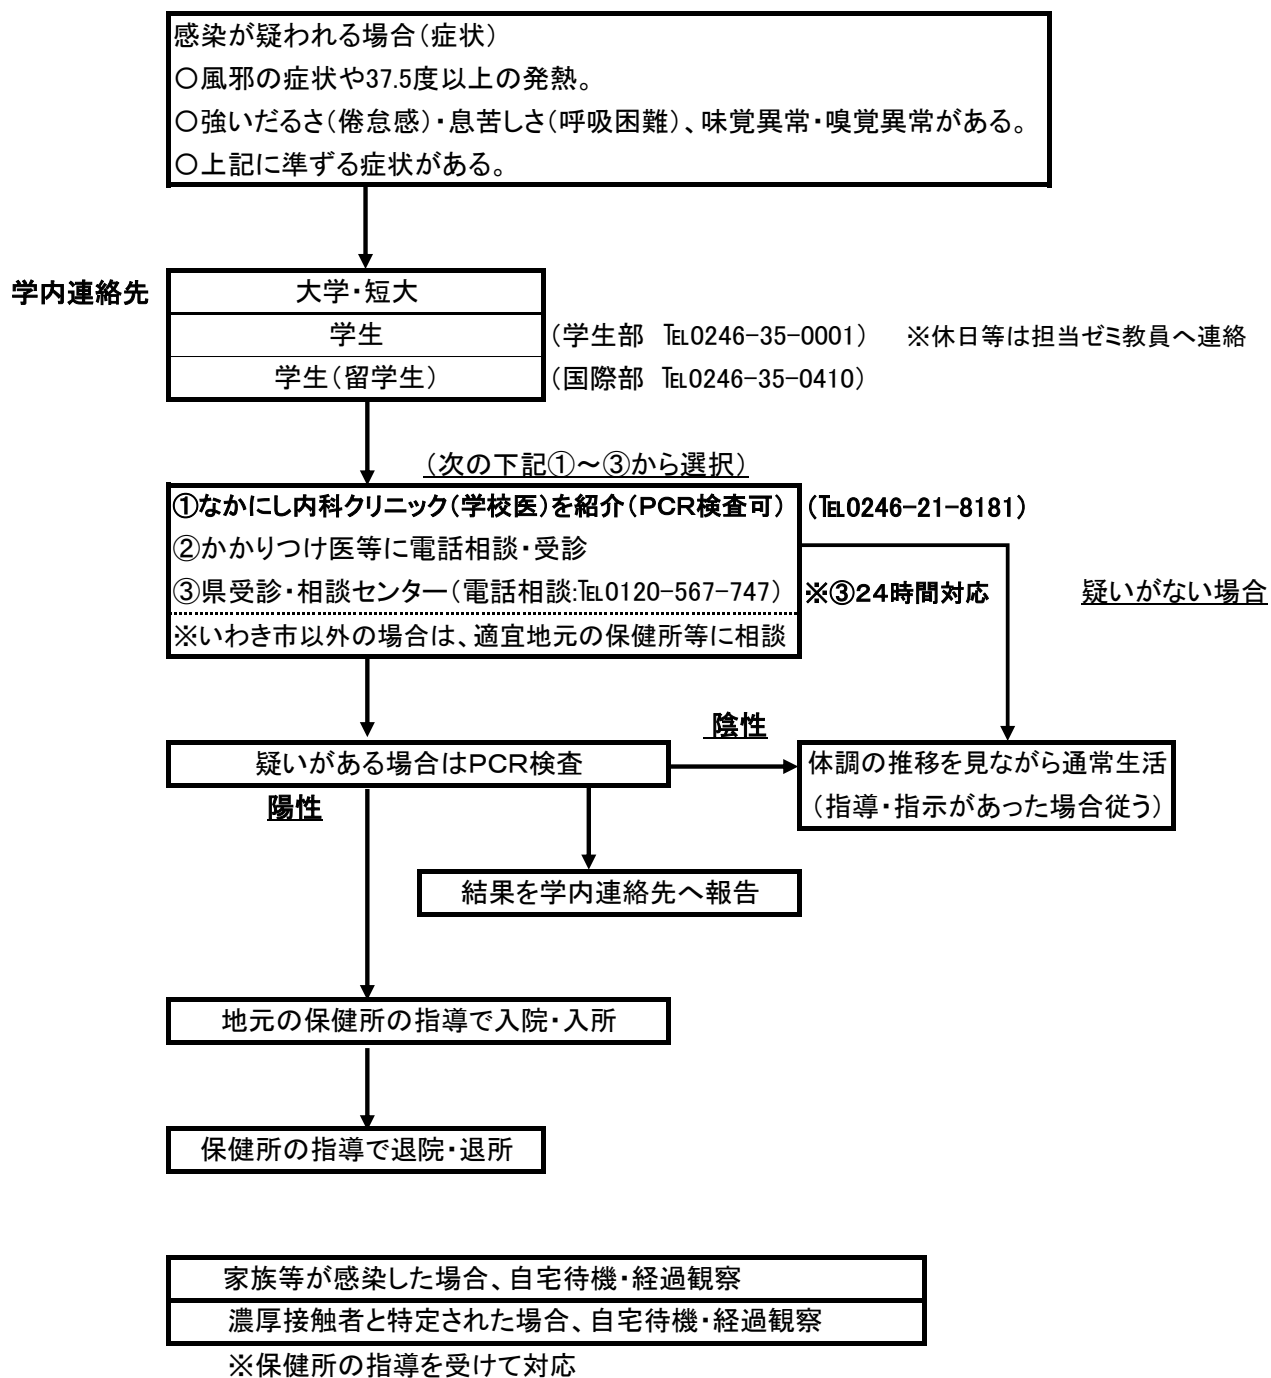 感染が疑われる場合(症状)
○風邪の症状や37.5度以上の発熱。
○強いだるさ(倦怠感)・息苦しさ(呼吸困難)、味覚異常・嗅覚異常がある。
○上記に準ずる症状がある。
学内連絡先
大学・短大
学生 (学生部 ℡0246-35-0001) ※休日等は担当ゼミ教員へ連絡
学生(留学生) (国際部 ℡0246-35-0410)
(次の下記①~③から選択)
①なかにし内科クリニック(学校医)を紹介(PCR検査可) (℡0246-21-8181)
②かかりつけ医等に電話相談・受診
③県受診・相談センター(電話相談:℡0120-567-747) ※③24時間対応 疑いがない場合
※いわき市以外の場合は、適宜地元の保健所等に相談
陰性
疑いがある場合はPCR検査
体調の推移を見ながら通常生活
(指導・指示があった場合従う)
陽性
結果を学内連絡先へ報告
地元の保健所の指導で入院・入所
保健所の指導で退院・退所
家族等が感染した場合、自宅待機・経過観察
濃厚接触者と特定された場合、自宅待機・経過観察
※保健所の指導を受けて対応